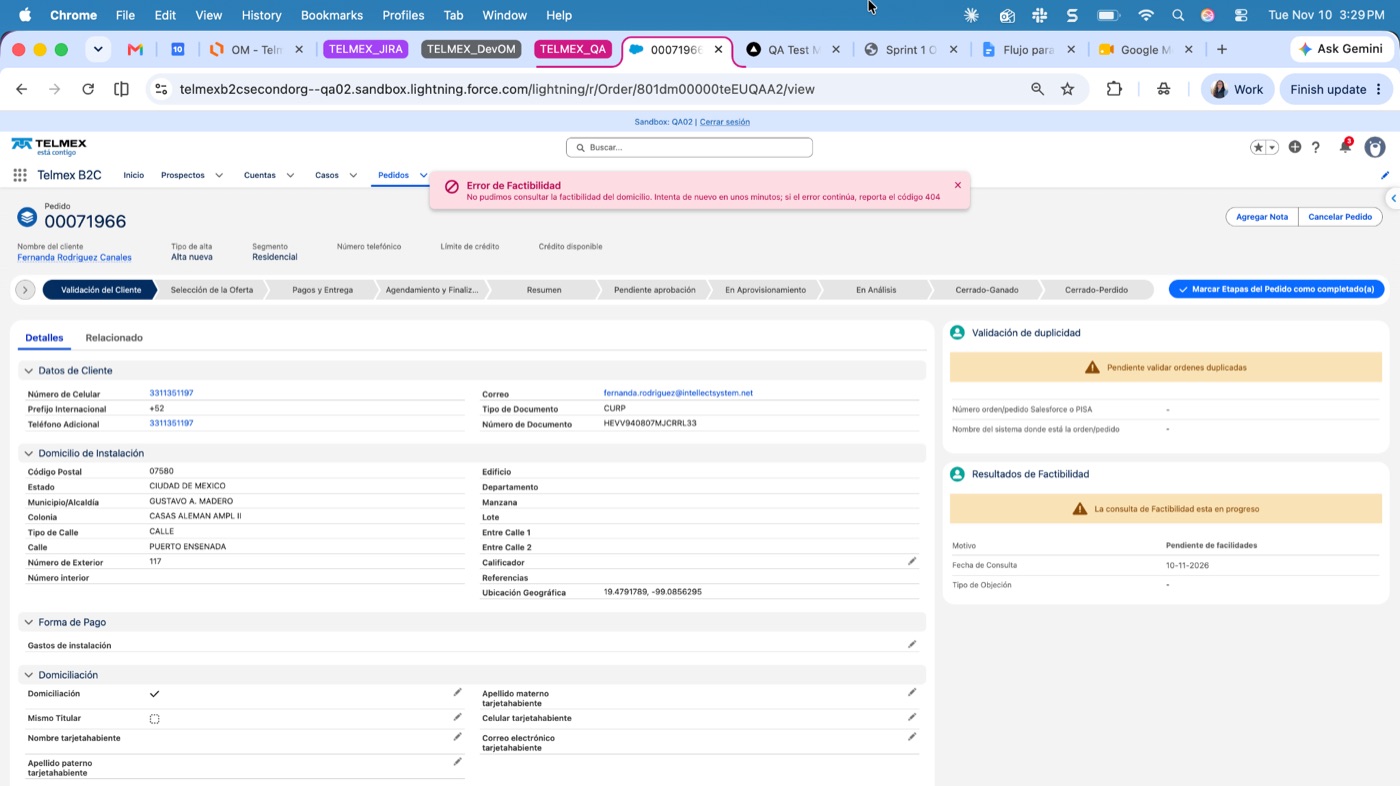 Chrome File Edit View History Bookmarks Profiles Tab Window Help
Tue Nov 10 3:29 PM
OM - Teln
TELMEX_JIRA
TELMEX_DevOM
TELMEX_QA
00071966
QA Test M
Sprint 1 O
Flujo para
Google M
Ask Gemini
telmexb2csecondorg--qa02.sandbox.lightning.force.com/lightning/r/Order/801dm00000teEUQAA2/view
Work
Finish update
Sandbox: QA02 | Cerrar sesión
TELMEX
está contigo
Buscar...
Telmex B2C
Inicio Prospectos Cuentas Casos Pedidos
Error de Factibilidad
No pudimos consultar la factibilidad del domicilio. Intenta de nuevo en unos minutos; si el error continúa, reporta el código 404
Pedido
00071966
Agregar Nota
Cancelar Pedido
Nombre del cliente
Fernanda Rodriguez Canales
Tipo de alta
Alta nueva
Segmento
Residencial
Número telefónico
Límite de crédito
Crédito disponible
Validación del Cliente
Selección de la Oferta
Pagos y Entrega
Agendamiento y Finaliz...
Resumen
Pendiente aprobación
En Aprovisionamiento
En Análisis
Cerrado-Ganado
Cerrado-Perdido
Marcar Etapas del Pedido como completado(a)
Detalles
Relacionado
Datos de Cliente
Número de Celular 3311351197
Prefijo Internacional +52
Teléfono Adicional 3311351197
Correo fernanda.rodriguez@intellectsystem.net
Tipo de Documento CURP
Número de Documento HEVV940807MJCRRL33
Domicilio de Instalación
Código Postal 07580
Estado CIUDAD DE MEXICO
Municipio/Alcaldía GUSTAVO A. MADERO
Colonia CASAS ALEMAN AMPL II
Tipo de Calle CALLE
Calle PUERTO ENSENADA
Número de Exterior 117
Número interior
Edificio
Departamento
Manzana
Lote
Entre Calle 1
Entre Calle 2
Calificador
Referencias
Ubicación Geográfica 19.4791789, -99.0856295
Forma de Pago
Gastos de instalación
Domiciliación
Domiciliación
Mismo Titular
Nombre tarjetahabiente
Apellido paterno
tarjetahabiente
Apellido materno
tarjetahabiente
Celular tarjetahabiente
Correo electrónico
tarjetahabiente
Validación de duplicidad
Pendiente validar ordenes duplicadas
Número orden/pedido Salesforce o PISA -
Nombre del sistema donde está la orden/pedido -
Resultados de Factibilidad
La consulta de Factibilidad esta en progreso
Motivo Pendiente de facilidades
Fecha de Consulta 10-11-2026
Tipo de Objeción -